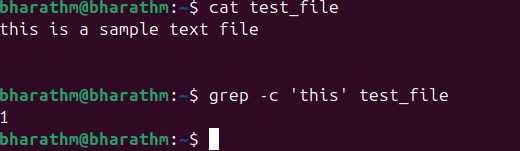 bharathm@bharathm:~$ cat test_file
this is a sample text file
bharathm@bharathm:~$ grep -c 'this' test_file
1
bharathm@bharathm:~$